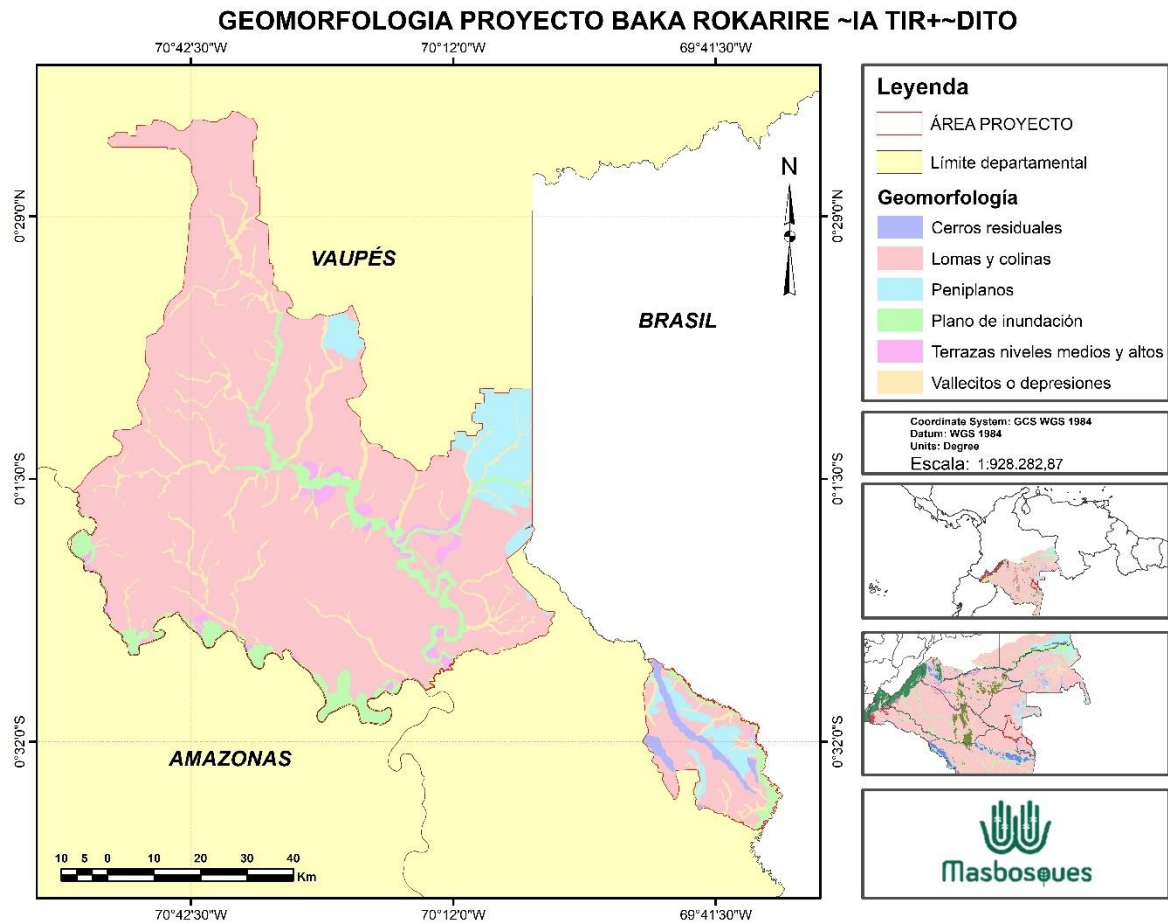 GEOMORFOLOGIA PROYECTO BAKA ROKARIRE ~IA TIR+~DITO
70°42'30"W
70°12'0"W
69°41'30"W
0°29'0"N
0°1'30"S
0°32'0"S
VAUPÉS
BRASIL
AMAZONAS
N
10 5 0 10 20 30 40
Km
70°42'30"W
70°12'0"W
69°41'30"W
0°29'0"N
0°1'30"S
0°32'0"S
Leyenda
ÁREA PROYECTO
Límite departamental
Geomorfología
Cerros residuales
Lomas y colinas
Peniplanos
Plano de inundación
Terrazas niveles medios y altos
Vallecitos o depresiones
Coordinate System: GCS WGS 1984
Datum: WGS 1984
Units: Degree
Escala: 1:928.282,87
Masbosques